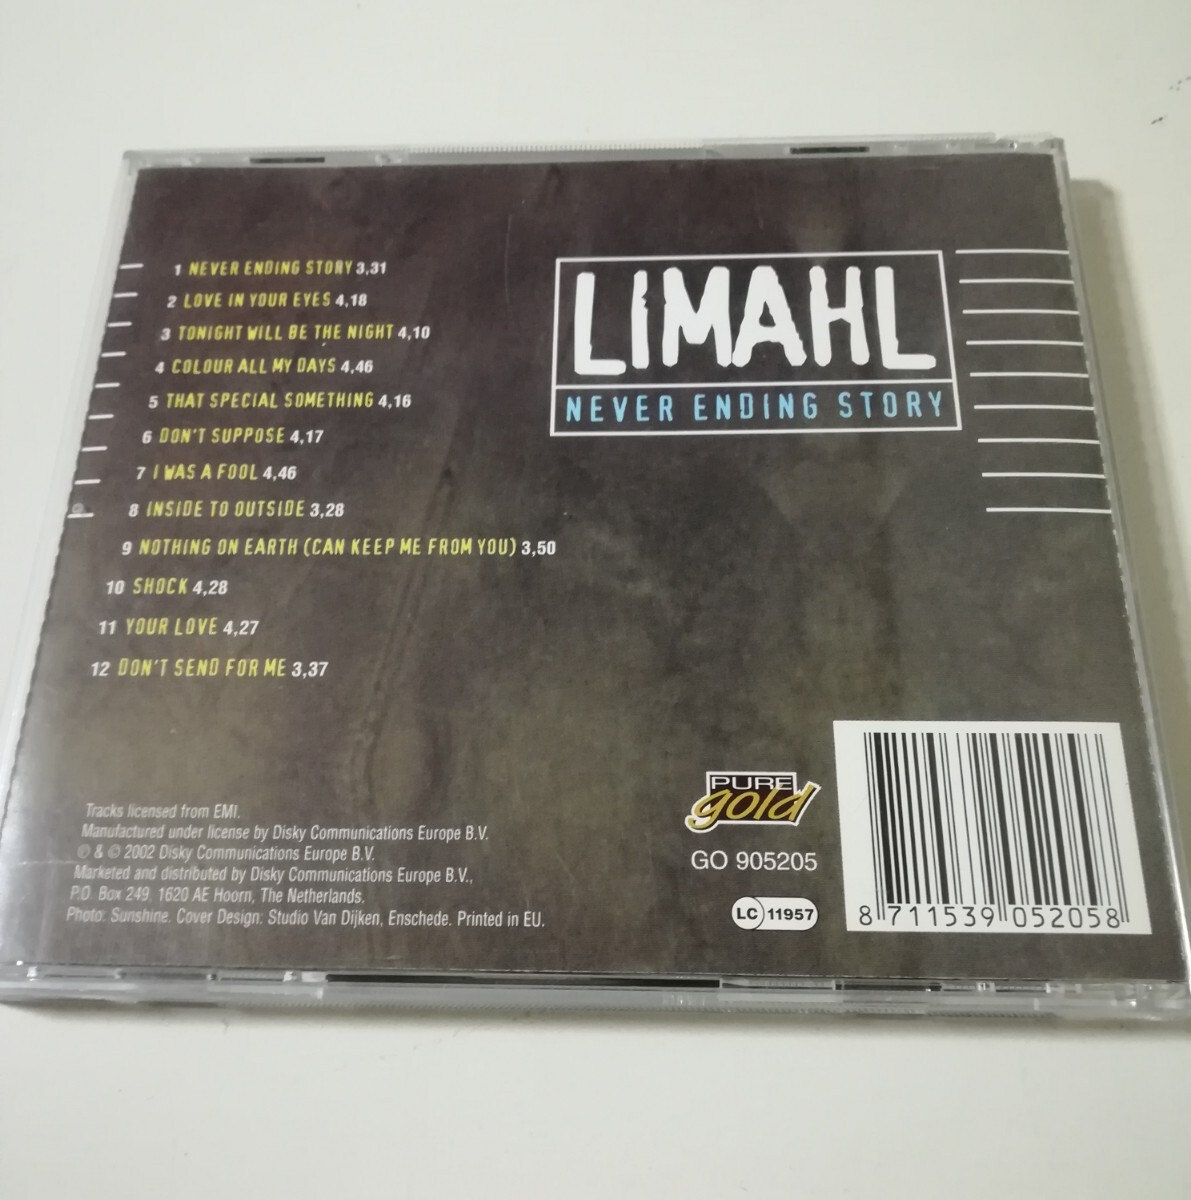 1 NEVER ENDING STORY 3,31
2 LOVE IN YOUR EYES 4,18
3 TONIGHT WILL BE THE NIGHT 4,10
4 COLOUR ALL MY DAYS 4,46
5 THAT SPECIAL SOMETHING 4,16
6 DON'T SUPPOSE 4,17
7 I WAS A FOOL 4,46
8 INSIDE TO OUTSIDE 3,28
9 NOTHING ON EARTH (CAN KEEP ME FROM YOU) 3,50
10 SHOCK 4,28
11 YOUR LOVE 4,27
12 DON'T SEND FOR ME 3,37
LIMAHL
NEVER ENDING STORY
Tracks licensed from EMI.
Manufactured under license by Disky Communications Europe B.V.
℗ & © 2002 Disky Communications Europe B.V.
Marketed and distributed by Disky Communications Europe B.V.,
P.O. Box 249, 1620 AE Hoorn, The Netherlands.
Photo: Sunshine. Cover Design: Studio Van Dijken, Enschede. Printed in EU.
PURE
gold
GO 905205
LC 11957
8 711539 052058